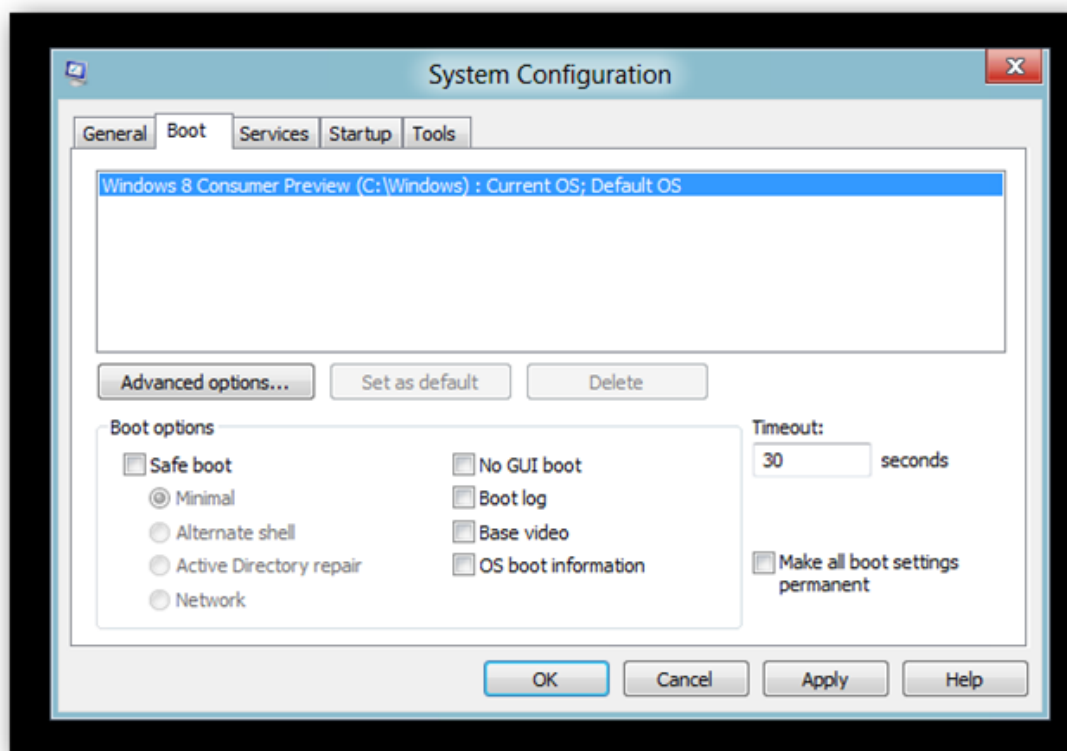 System Configuration
General Boot Services Startup Tools
Windows 8 Consumer Preview (C:\Windows) : Current OS; Default OS
Advanced options... Set as default Delete
Boot options
Timeout:
Safe boot No GUI boot 30 seconds
Minimal Boot log
Alternate shell Base video
Active Directory repair OS boot information Make all boot settings
permanent
Network
OK Cancel Apply Help